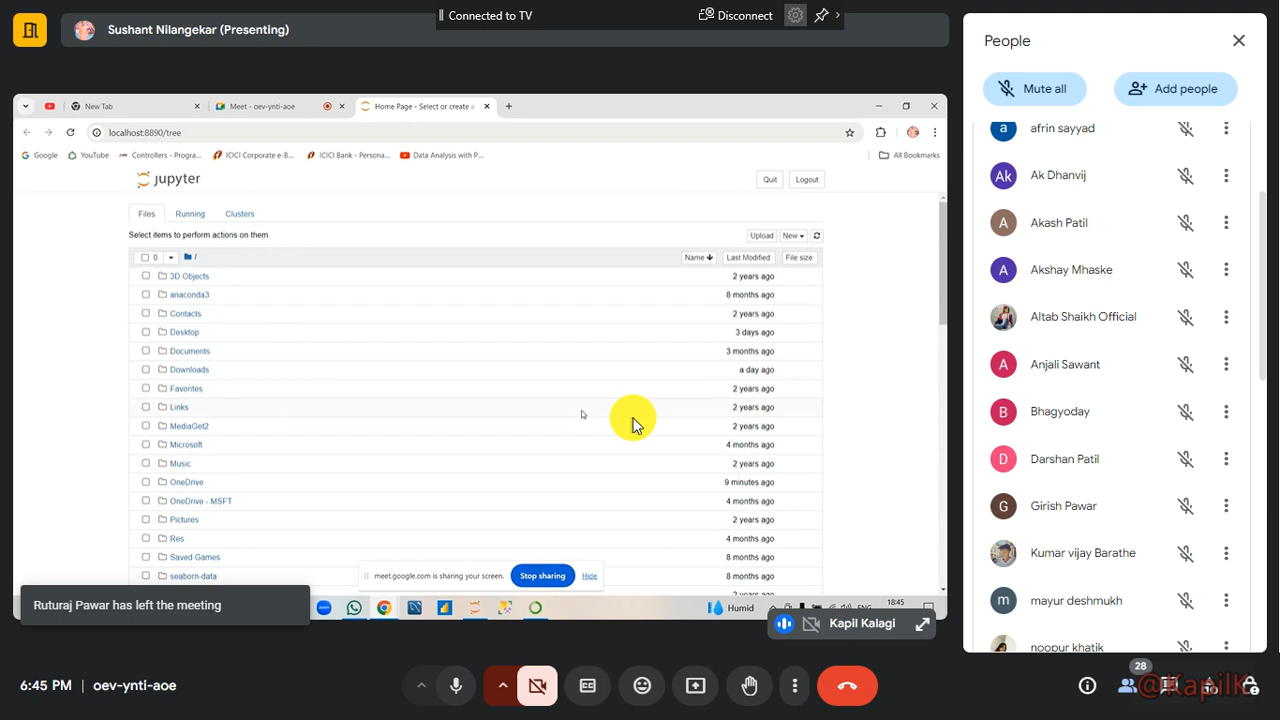 Connected to TV
Disconnect
Sushant Nilangekar (Presenting)
New Tab
Meet - oev-ynti-aoe
Home Page - Select or create a
localhost:8890/tree
Google
YouTube
Controllers - Progra...
ICICI Corporate e-B...
ICICI Bank - Persona...
Data Analysis with P...
All Bookmarks
jupyter
Quit
Logout
Files
Running
Clusters
Select items to perform actions on them.
Upload
New
0
/
Name
Last Modified
File size
3D Objects 2 years ago
anaconda3 8 months ago
Contacts 2 years ago
Desktop 3 days ago
Documents 3 months ago
Downloads a day ago
Favorites 2 years ago
Links 2 years ago
MediaGet2 2 years ago
Microsoft 4 months ago
Music 2 years ago
OneDrive 9 minutes ago
OneDrive - MSFT 4 months ago
Pictures 2 years ago
Res 4 months ago
Saved Games 8 months ago
seaborn-data 8 months ago
meet.google.com is sharing your screen.
Stop sharing
Hide
Ruturaj Pawar has left the meeting
Humid
ENG
18:45
Kapil Kalagi
People
Mute all
Add people
a afrin sayyad
Ak Ak Dhanvij
A Akash Patil
A Akshay Mhaske
Altab Shaikh Official
A Anjali Sawant
B Bhagyoday
D Darshan Patil
G Girish Pawar
Kumar vijay Barathe
m mayur deshmukh
noopur khatik
6:45 PM
oev-ynti-aoe
28
@KapilK